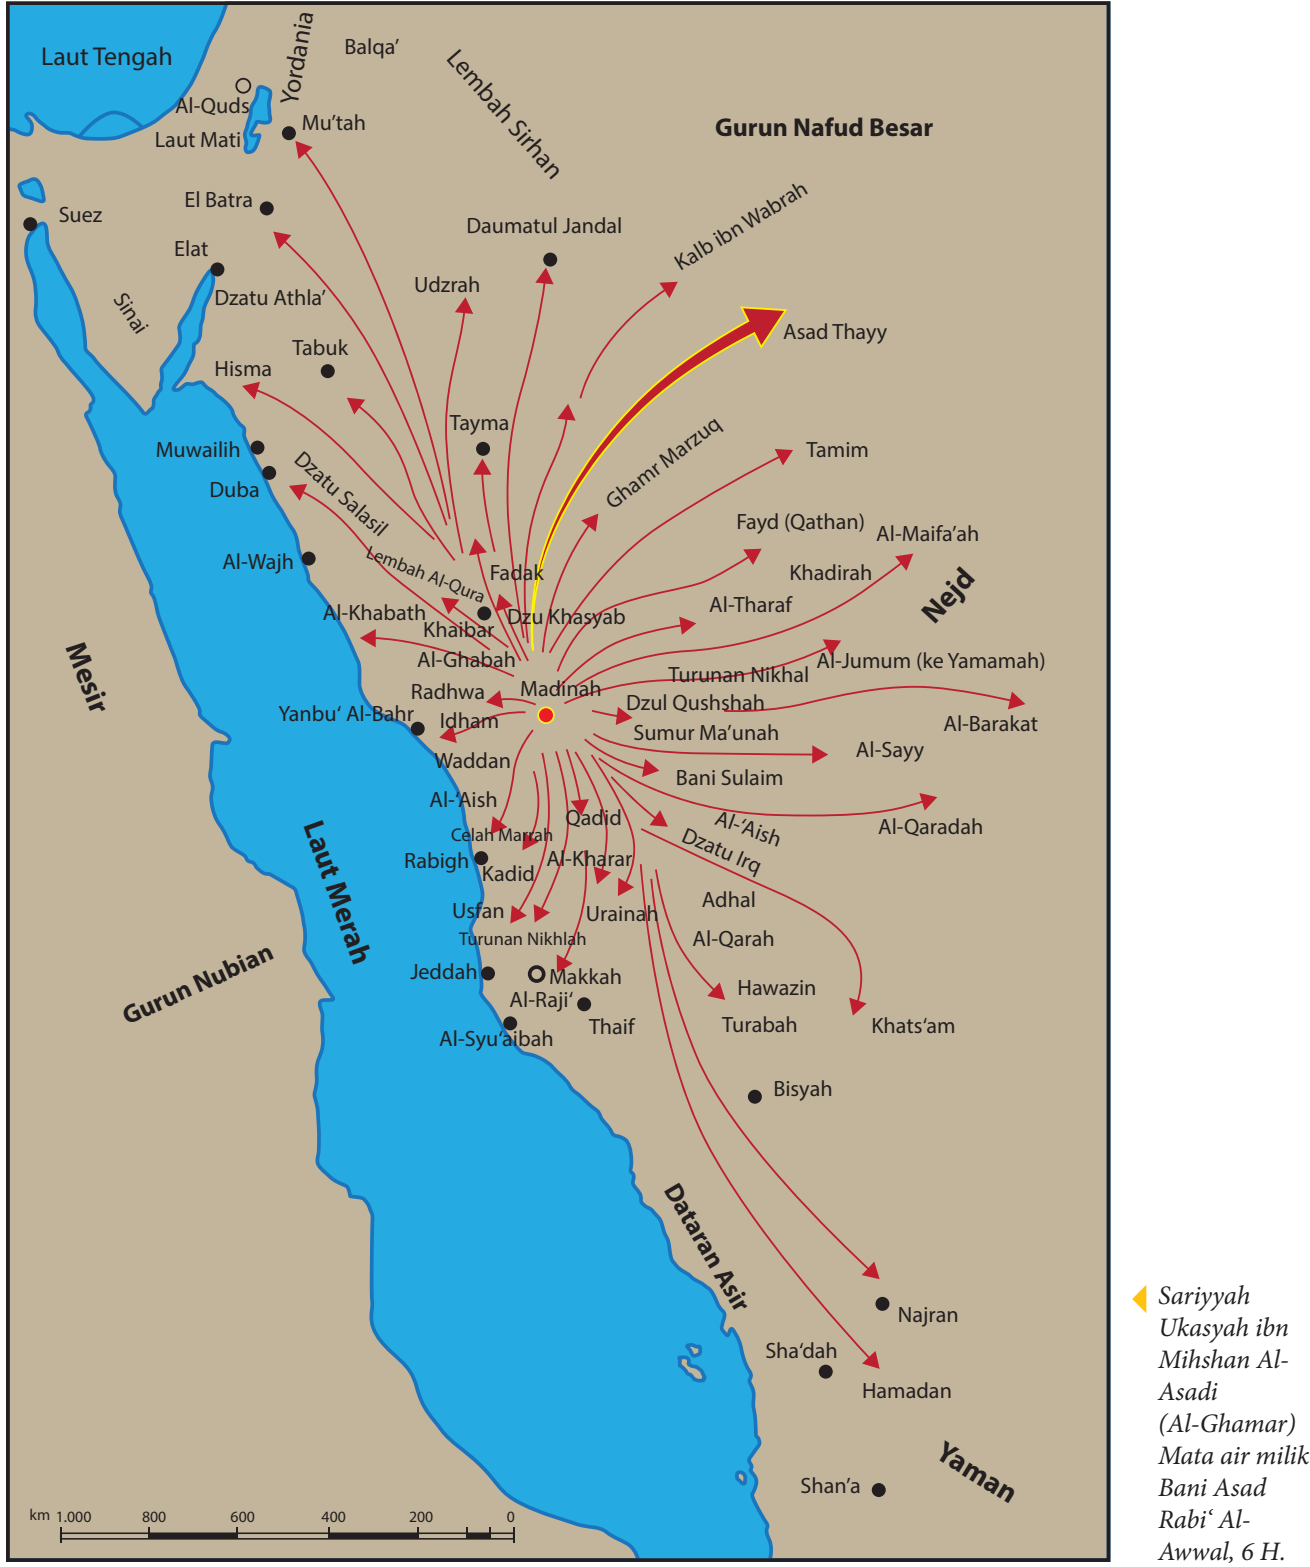 Laut Tengah
Yordania
Balqa’
Lembah Sirhan
Al-Quds
Laut Mati
Mu’tah
Gurun Nafud Besar
Suez
El Batra
Elat
Sinai
Dzatu Athla’
Daumatul Jandal
Kalb ibn Wabrah
Udzrah
Asad Thayy
Hisma
Tabuk
Tayma
Ghamr Marzuq
Tamim
Muwailih
Duba
Dzatu Salasil
Fayd (Qathan)
Al-Maifa’ah
Al-Wajh
Lembah Al-Qura
Fadak
Khadirah
Nejd
Al-Khabath
Khaibar
Dzu Khasyab
Al-Tharaf
Mesir
Al-Ghabah
Turunan Nikhal
Al-Jumum (ke Yamamah)
Radhwa
Madinah
Dzul Qushshah
Yanbu‘ Al-Bahr
Idham
Sumur Ma’unah
Al-Barakat
Waddan
Al-Sayy
Bani Sulaim
Al-‘Aish
Celah Marrah
Qadid
Al-‘Aish
Al-Qaradah
Laut Merah
Rabigh
Kadid
Al-Kharar
Dzatu Irq
Usfan
Urainah
Adhal
Turunan Nikhlah
Al-Qarah
Gurun Nubian
Jeddah
Makkah
Al-Raji‘
Hawazin
Thaif
Turabah
Khats‘am
Al-Syu‘aibah
Bisyah
Dataran Asir
Najran
Sha‘dah
Hamadan
Yaman
Shan‘a
km 1.000 800 600 400 200 0
Sariyyah
Ukasyah ibn
Mihshan Al-
Asadi
(Al-Ghamar)
Mata air milik
Bani Asad
Rabi‘ Al-
Awwal, 6 H.